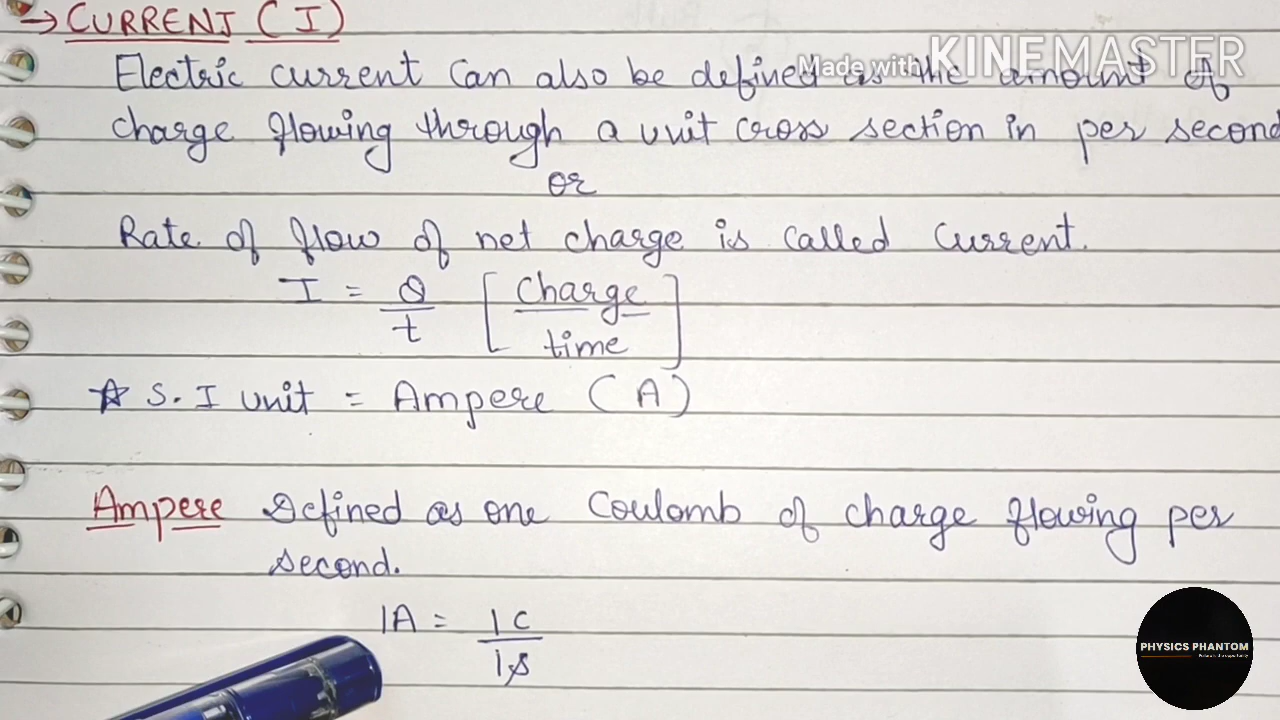 → CURRENT (I)
Made with KINEMASTER
Electric current can also be defined as the amount of
charge flowing through a unit cross section in per second
or
Rate of flow of net charge is called current.
I = Q/t [charge/time]
☆ S.I unit = Ampere (A)
Ampere Defined as one Coulomb of charge flowing per
second.
1A = 1C/1s
PHYSICS PHANTOM